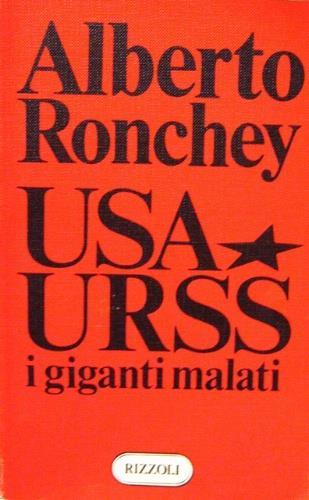 Alberto
Ronchey
USA
URSS
i giganti malati
RIZZOLI